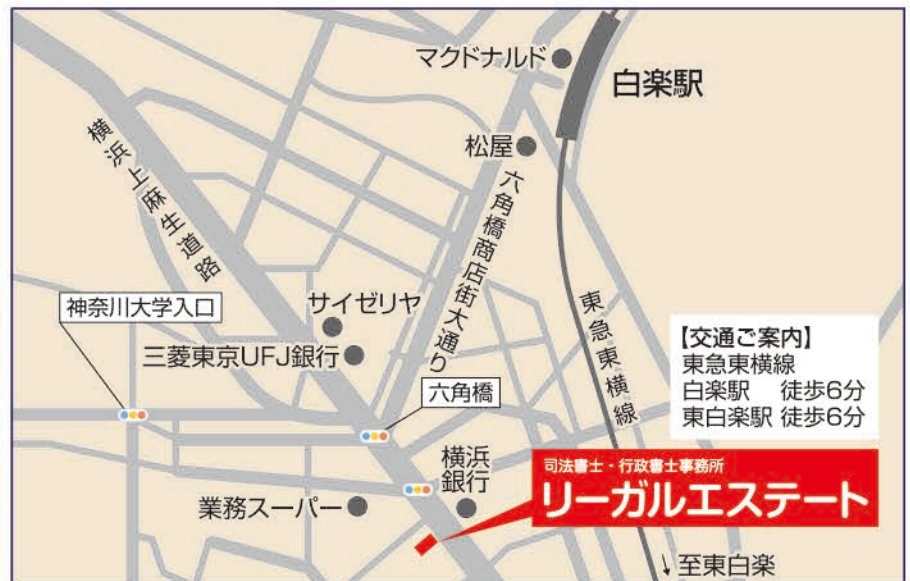 マクドナルド
白楽駅
松屋
横浜上麻生道路
六角橋商店街大通り
神奈川大学入口
サイゼリヤ
三菱東京UFJ銀行
六角橋
東急東横線
【交通ご案内】
東急東横線
白楽駅 徒歩6分
東白楽駅 徒歩6分
横浜
銀行
業務スーパー
司法書士・行政書士事務所
リーガルエステート
↓至東白楽